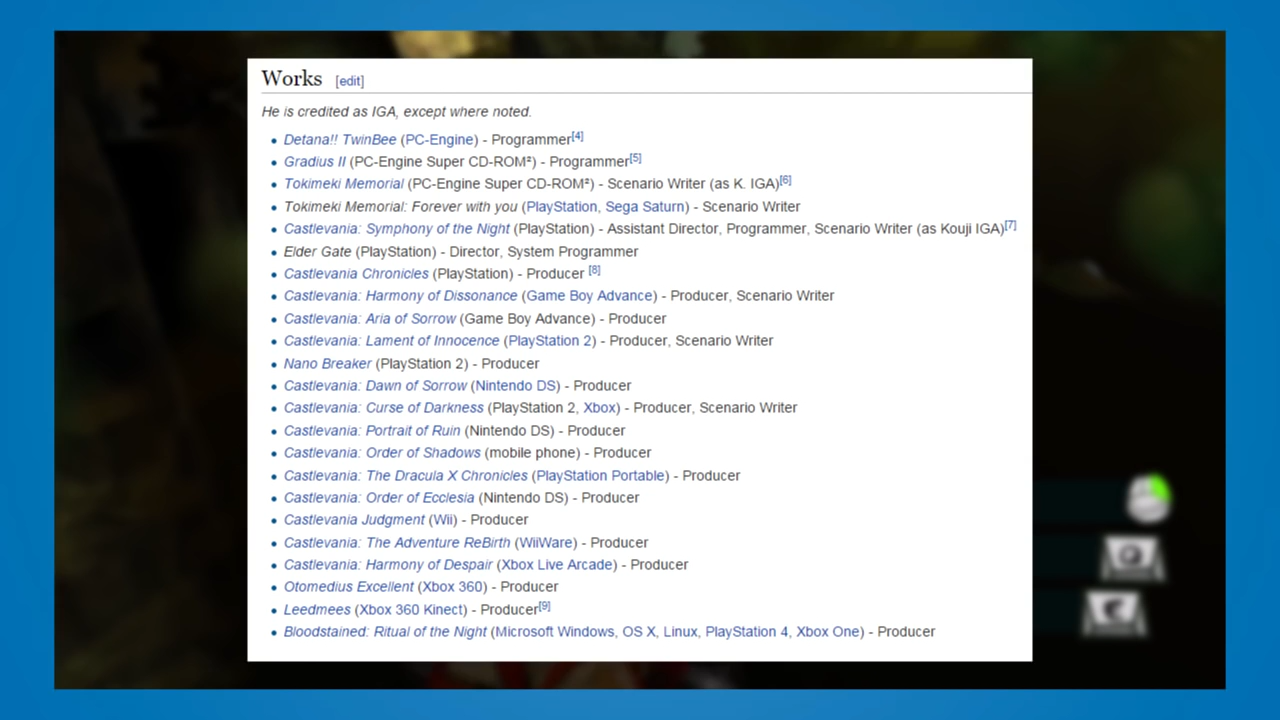 Works [edit]
He is credited as IGA, except where noted.
• Detana!! TwinBee (PC-Engine) - Programmer[4]
• Gradius II (PC-Engine Super CD-ROM²) - Programmer[5]
• Tokimeki Memorial (PC-Engine Super CD-ROM²) - Scenario Writer (as K. IGA)[6]
• Tokimeki Memorial: Forever with you (PlayStation, Sega Saturn) - Scenario Writer
• Castlevania: Symphony of the Night (PlayStation) - Assistant Director, Programmer, Scenario Writer (as Kouji IGA)[7]
• Elder Gate (PlayStation) - Director, System Programmer
• Castlevania Chronicles (PlayStation) - Producer [8]
• Castlevania: Harmony of Dissonance (Game Boy Advance) - Producer, Scenario Writer
• Castlevania: Aria of Sorrow (Game Boy Advance) - Producer
• Castlevania: Lament of Innocence (PlayStation 2) - Producer, Scenario Writer
• Nano Breaker (PlayStation 2) - Producer
• Castlevania: Dawn of Sorrow (Nintendo DS) - Producer
• Castlevania: Curse of Darkness (PlayStation 2, Xbox) - Producer, Scenario Writer
• Castlevania: Portrait of Ruin (Nintendo DS) - Producer
• Castlevania: Order of Shadows (mobile phone) - Producer
• Castlevania: The Dracula X Chronicles (PlayStation Portable) - Producer
• Castlevania: Order of Ecclesia (Nintendo DS) - Producer
• Castlevania Judgment (Wii) - Producer
• Castlevania: The Adventure ReBirth (WiiWare) - Producer
• Castlevania: Harmony of Despair (Xbox Live Arcade) - Producer
• Otomedius Excellent (Xbox 360) - Producer
• Leedmees (Xbox 360 Kinect) - Producer[9]
• Bloodstained: Ritual of the Night (Microsoft Windows, OS X, Linux, PlayStation 4, Xbox One) - Producer